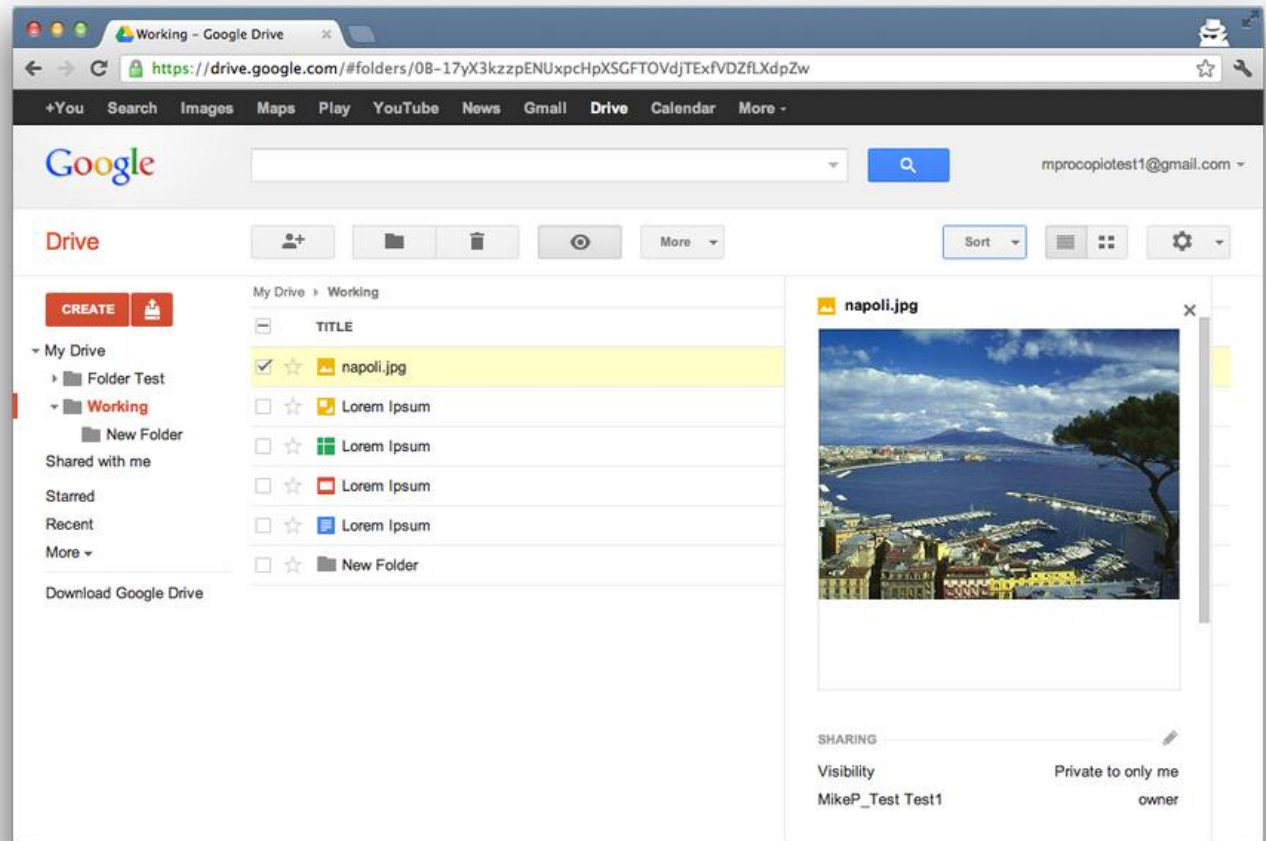 Working – Google Drive
https://drive.google.com/#folders/0B-17yX3kzzpENUxpcHpXSGFTOVdjTExfVDZfLXdpZw
+You Search Images Maps Play YouTube News Gmail Drive Calendar More
Google
mprocopiotest1@gmail.com
Drive
More
Sort
CREATE
My Drive
Folder Test
Working
New Folder
Shared with me
Starred
Recent
More
Download Google Drive
My Drive Working
TITLE
napoli.jpg
Lorem Ipsum
Lorem Ipsum
Lorem Ipsum
Lorem Ipsum
New Folder
napoli.jpg
SHARING
Visibility Private to only me
MikeP_Test Test1 owner